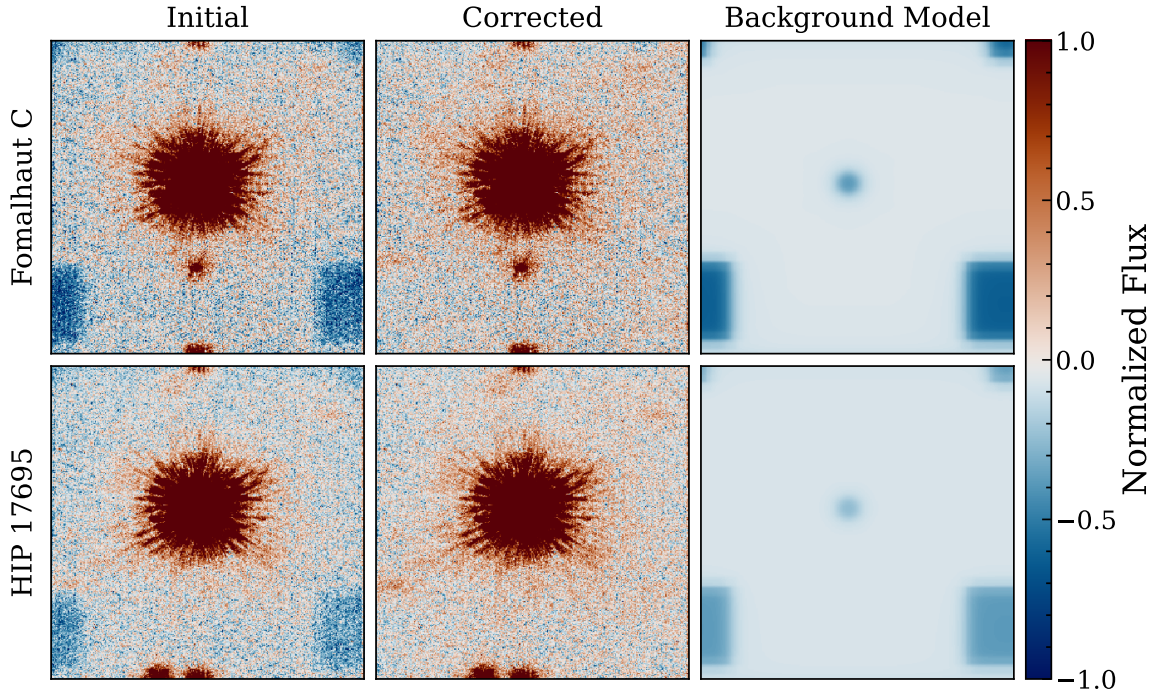 Initial
Corrected
Background Model
Fomalhaut C
HIP 17695
1.0
0.5
0.0
−0.5
−1.0
Normalized Flux